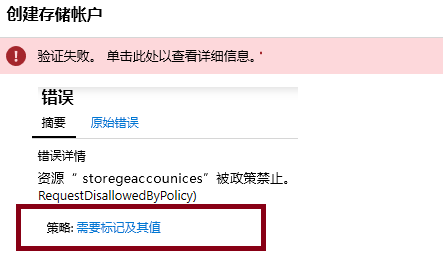 创建存储帐户
验证失败。 单击此处以查看详细信息。'
错误
摘要 原始错误
错误详情
资源“ storegeaccounices”被政策禁止。
RequestDisallowedByPolicy)
策略: 需要标记及其值